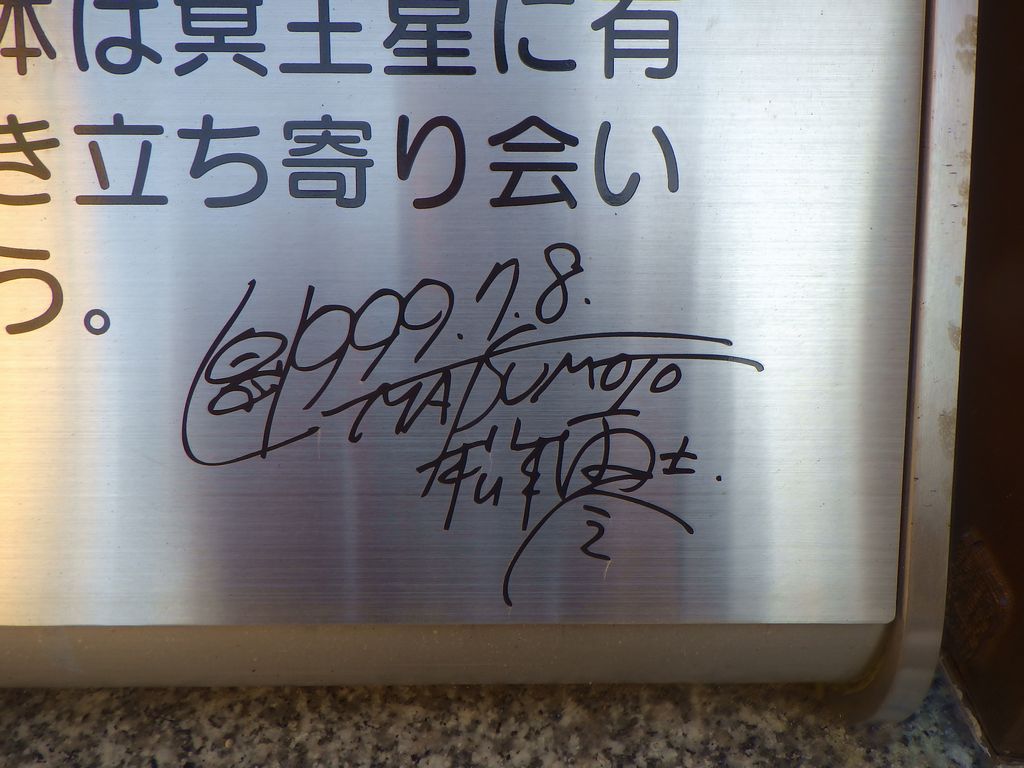 体は冥王星に有
き立ち寄り会い
う。
1999.7.8.
MATSUMOTO
松本零士.